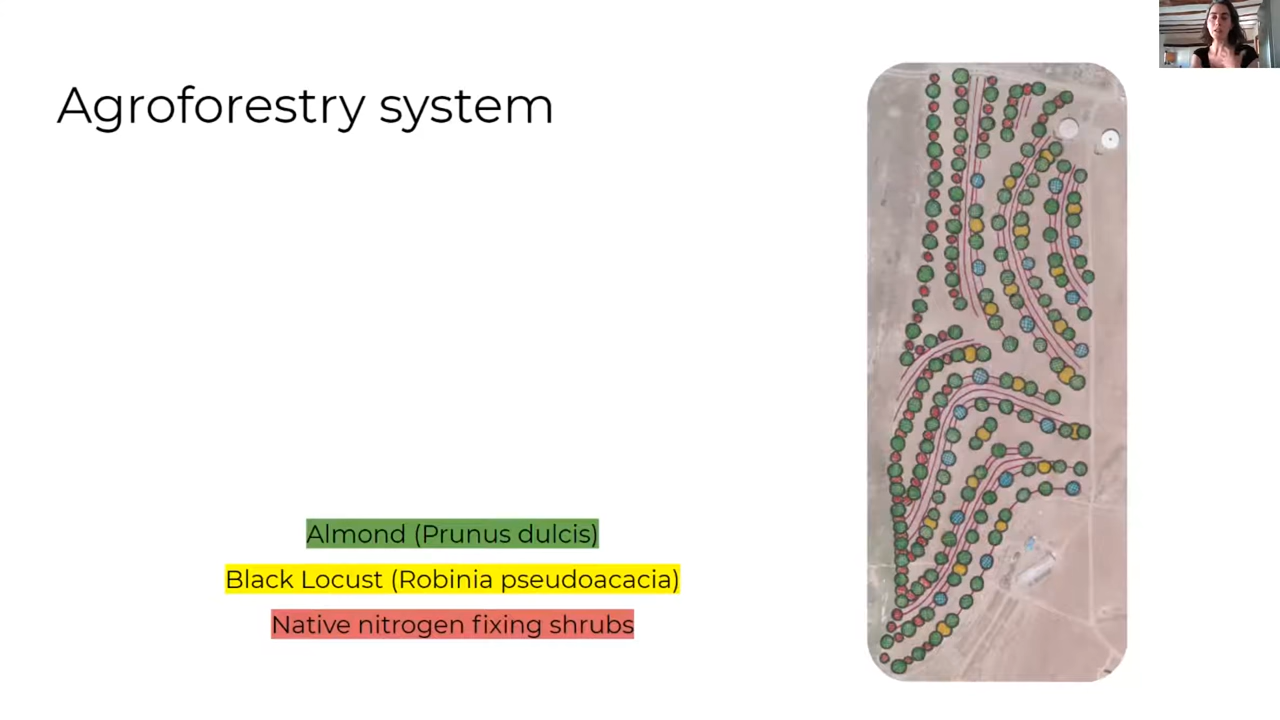 Agroforestry system
Almond (Prunus dulcis)
Black Locust (Robinia pseudoacacia)
Native nitrogen fixing shrubs